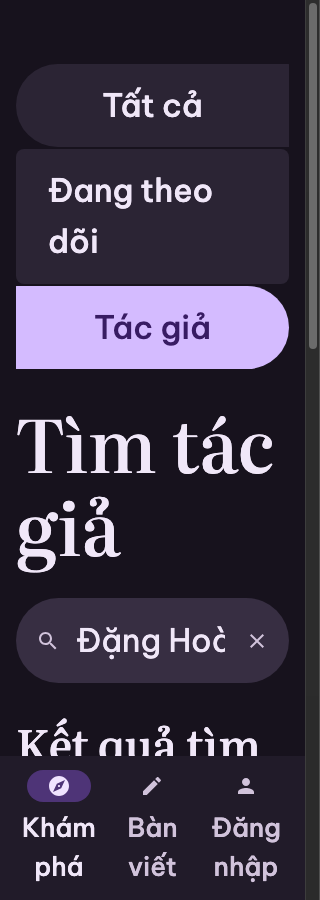 Tất cả
Đang theo
dõi
Tác giả
Tìm tác
giả
Đặng Hoà
Kết quả tìm
Khám
phá
Bàn
viết
Đăng
nhập